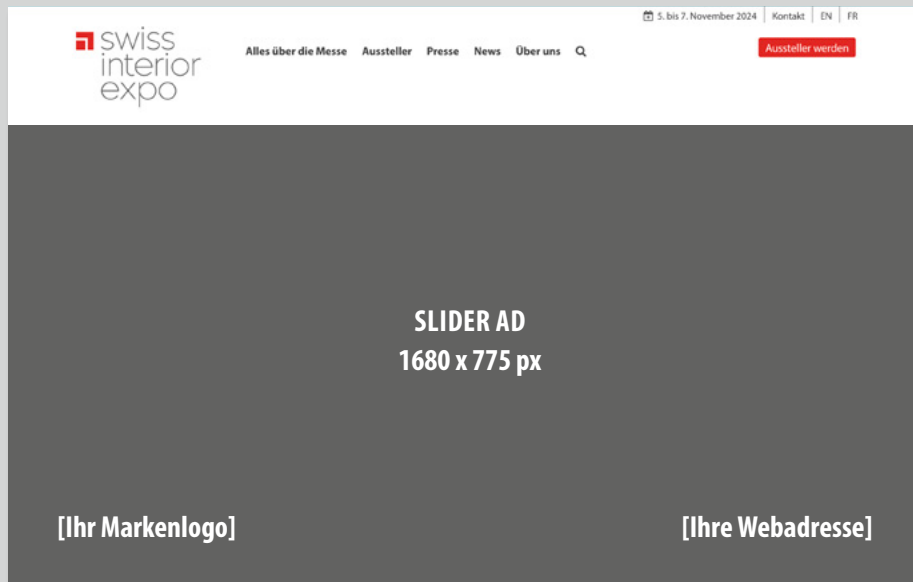 5. bis 7. November 2024 | Kontakt | EN | FR
swiss
interior
expo
Alles über die Messe Aussteller Presse News Über uns
Aussteller werden
SLIDER AD
1680 x 775 px
[Ihr Markenlogo] [Ihre Webadresse]